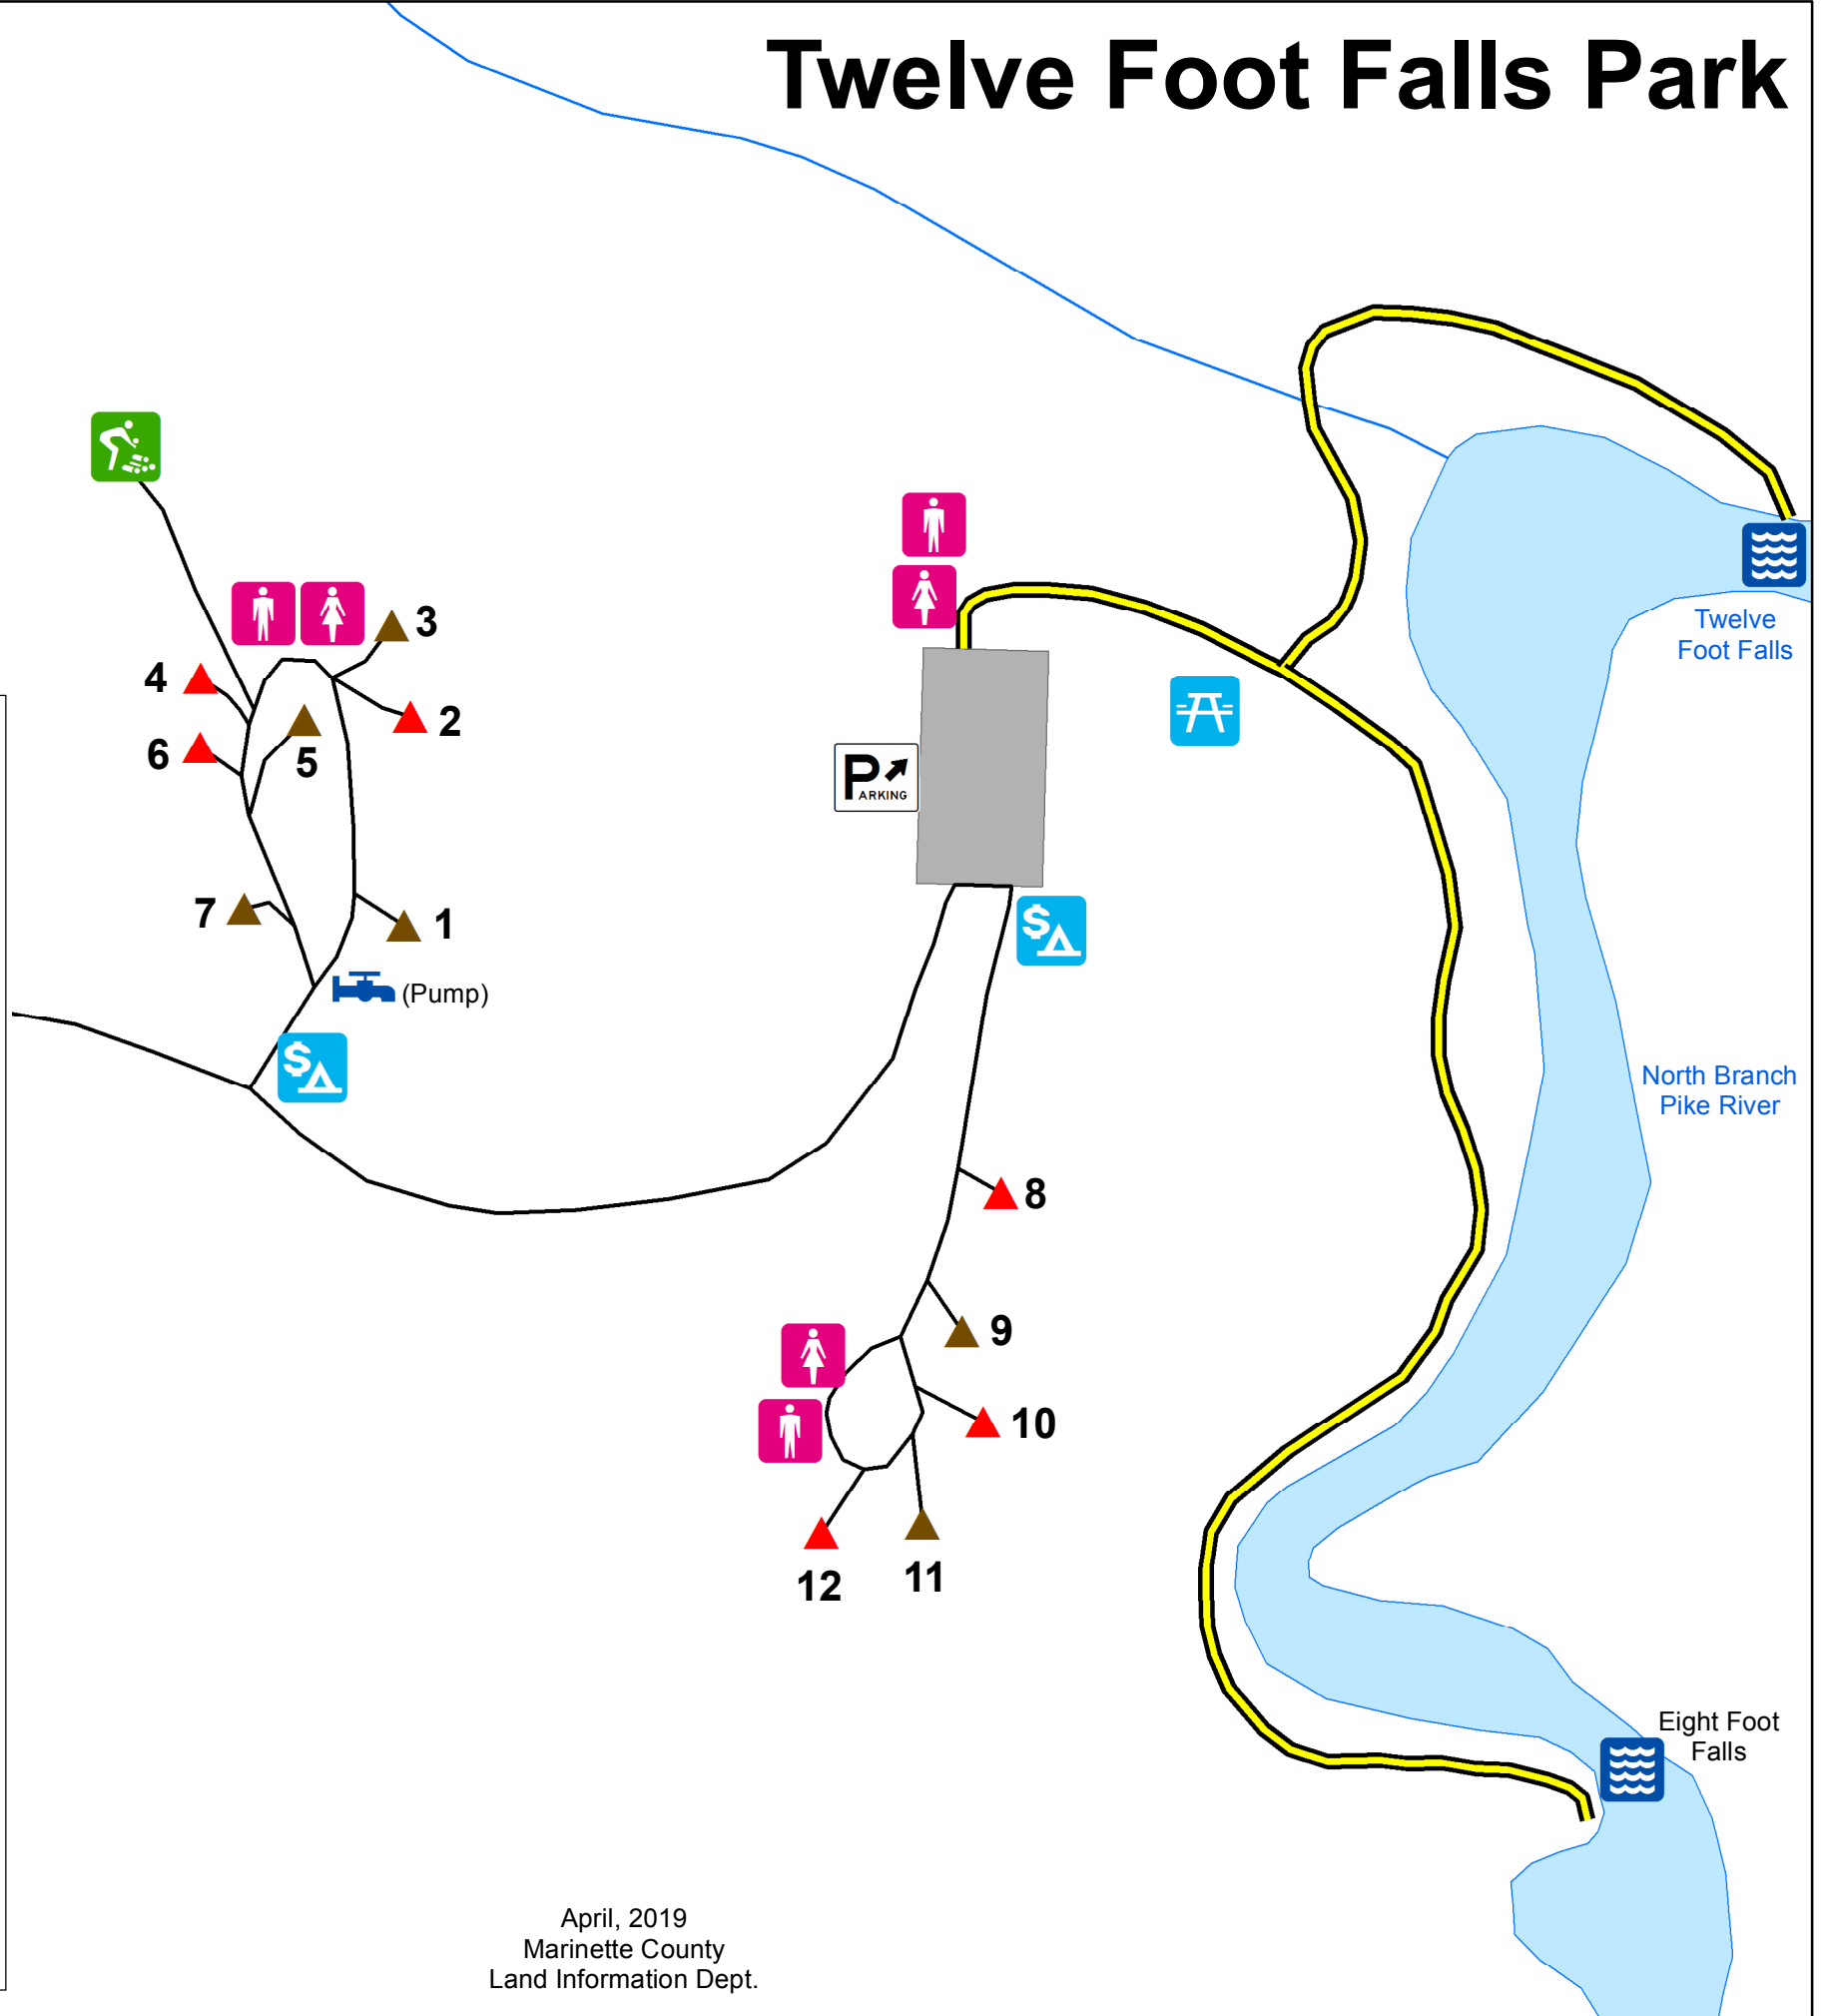 Twelve Foot Falls Park
3
4
2
6
5
Twelve
Foot Falls
P
ARKING
7
1
$
$
(Pump)
North Branch
Pike River
8
9
10
11
12
Eight Foot
Falls
April, 2019
Marinette County
Land Information Dept.